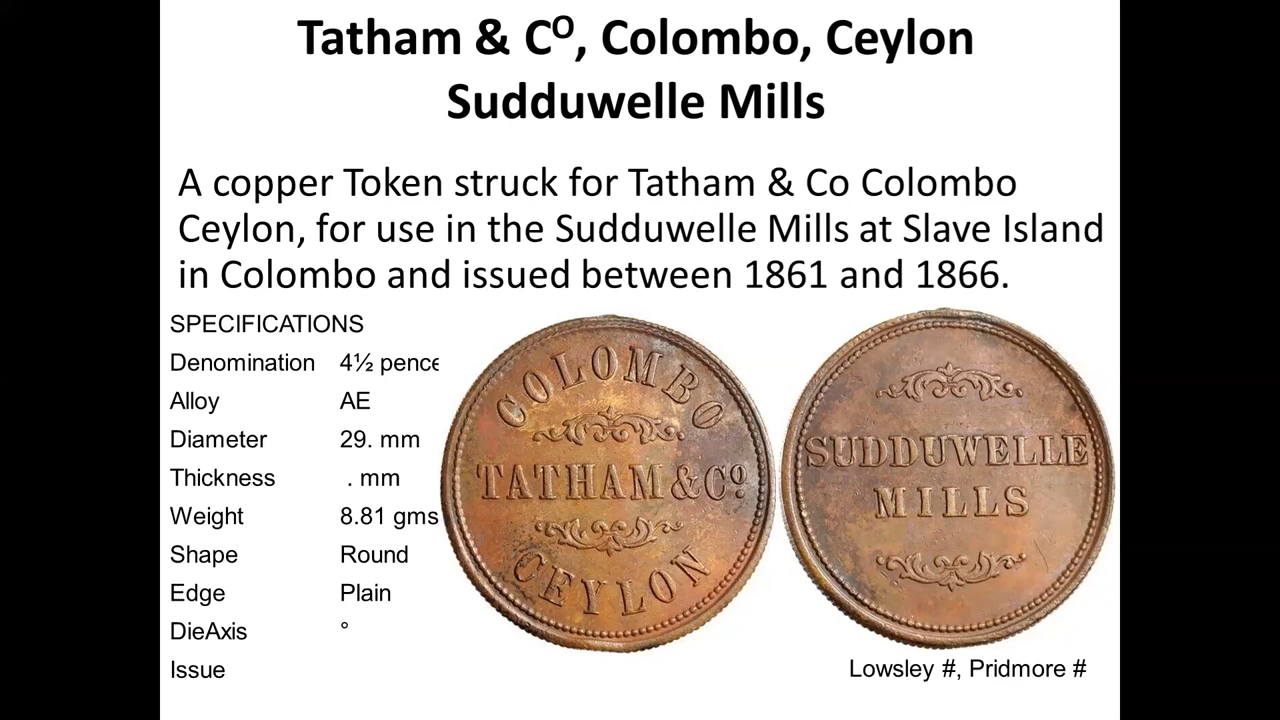 Tatham & Cᴼ, Colombo, Ceylon
Sudduwelle Mills
A copper Token struck for Tatham & Co Colombo
Ceylon, for use in the Sudduwelle Mills at Slave Island
in Colombo and issued between 1861 and 1866.
SPECIFICATIONS
Denomination 4½ pence
Alloy AE
Diameter 29. mm
Thickness . mm
Weight 8.81 gms
Shape Round
Edge Plain
DieAxis °
Issue
COLOMBO
TATHAM & Cº
CEYLON
SUDDUWELLE
MILLS
Lowsley #, Pridmore #